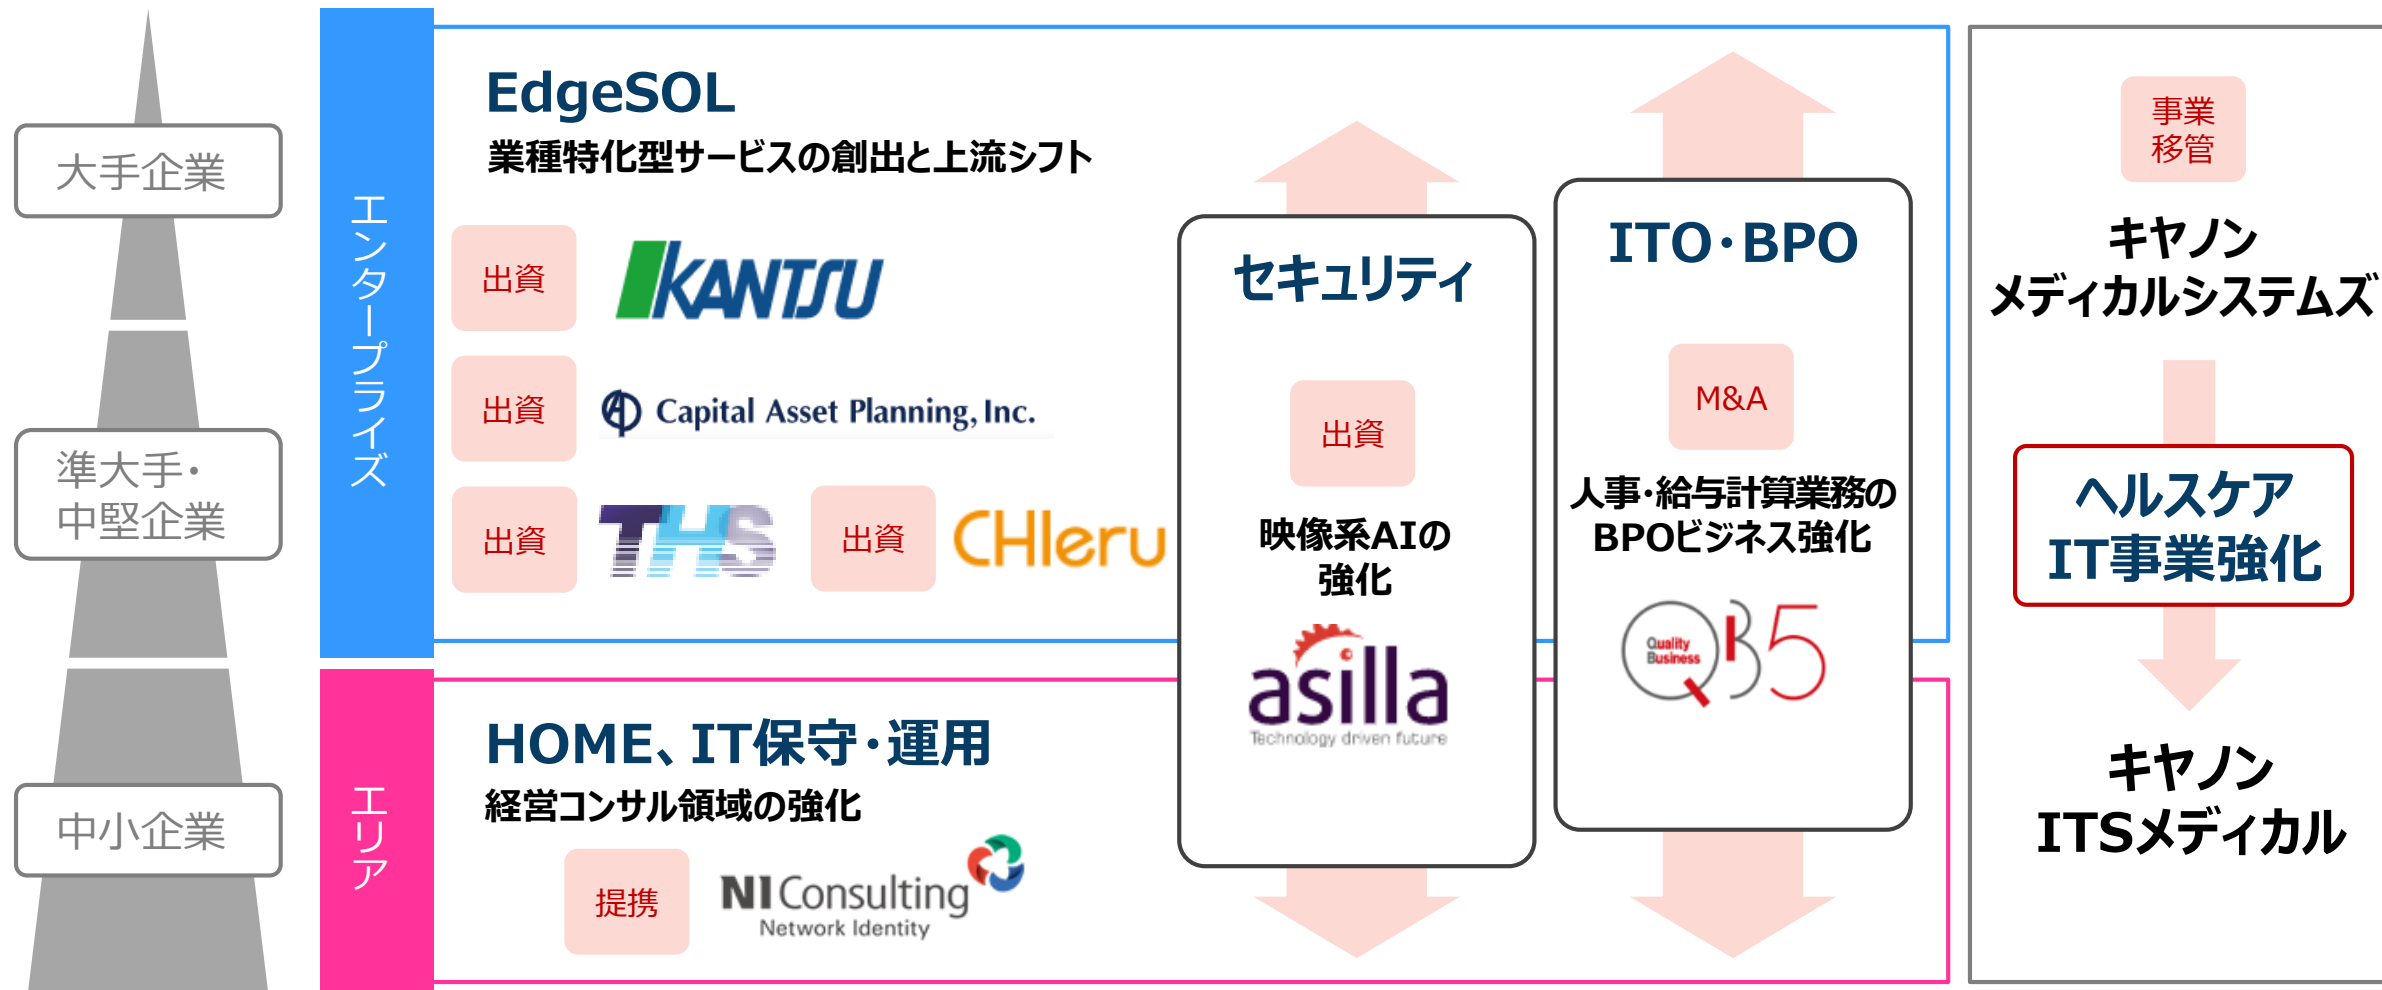 大手企業
準大手・
中堅企業
中小企業
エンタープライズ
EdgeSOL
業種特化型サービスの創出と上流シフト
出資
KANTSU
出資
Capital Asset Planning, Inc.
出資
THS
出資
CHIeru
エリア
HOME、IT保守・運用
経営コンサル領域の強化
提携
NI Consulting
Network Identity
セキュリティ
出資
映像系AIの
強化
asilla
Technology driven future
ITO・BPO
M&A
人事・給与計算業務の
BPOビジネス強化
Quality
Business
QB5
事業
移管
キヤノン
メディカルシステムズ
ヘルスケア
IT事業強化
キヤノン
ITSメディカル